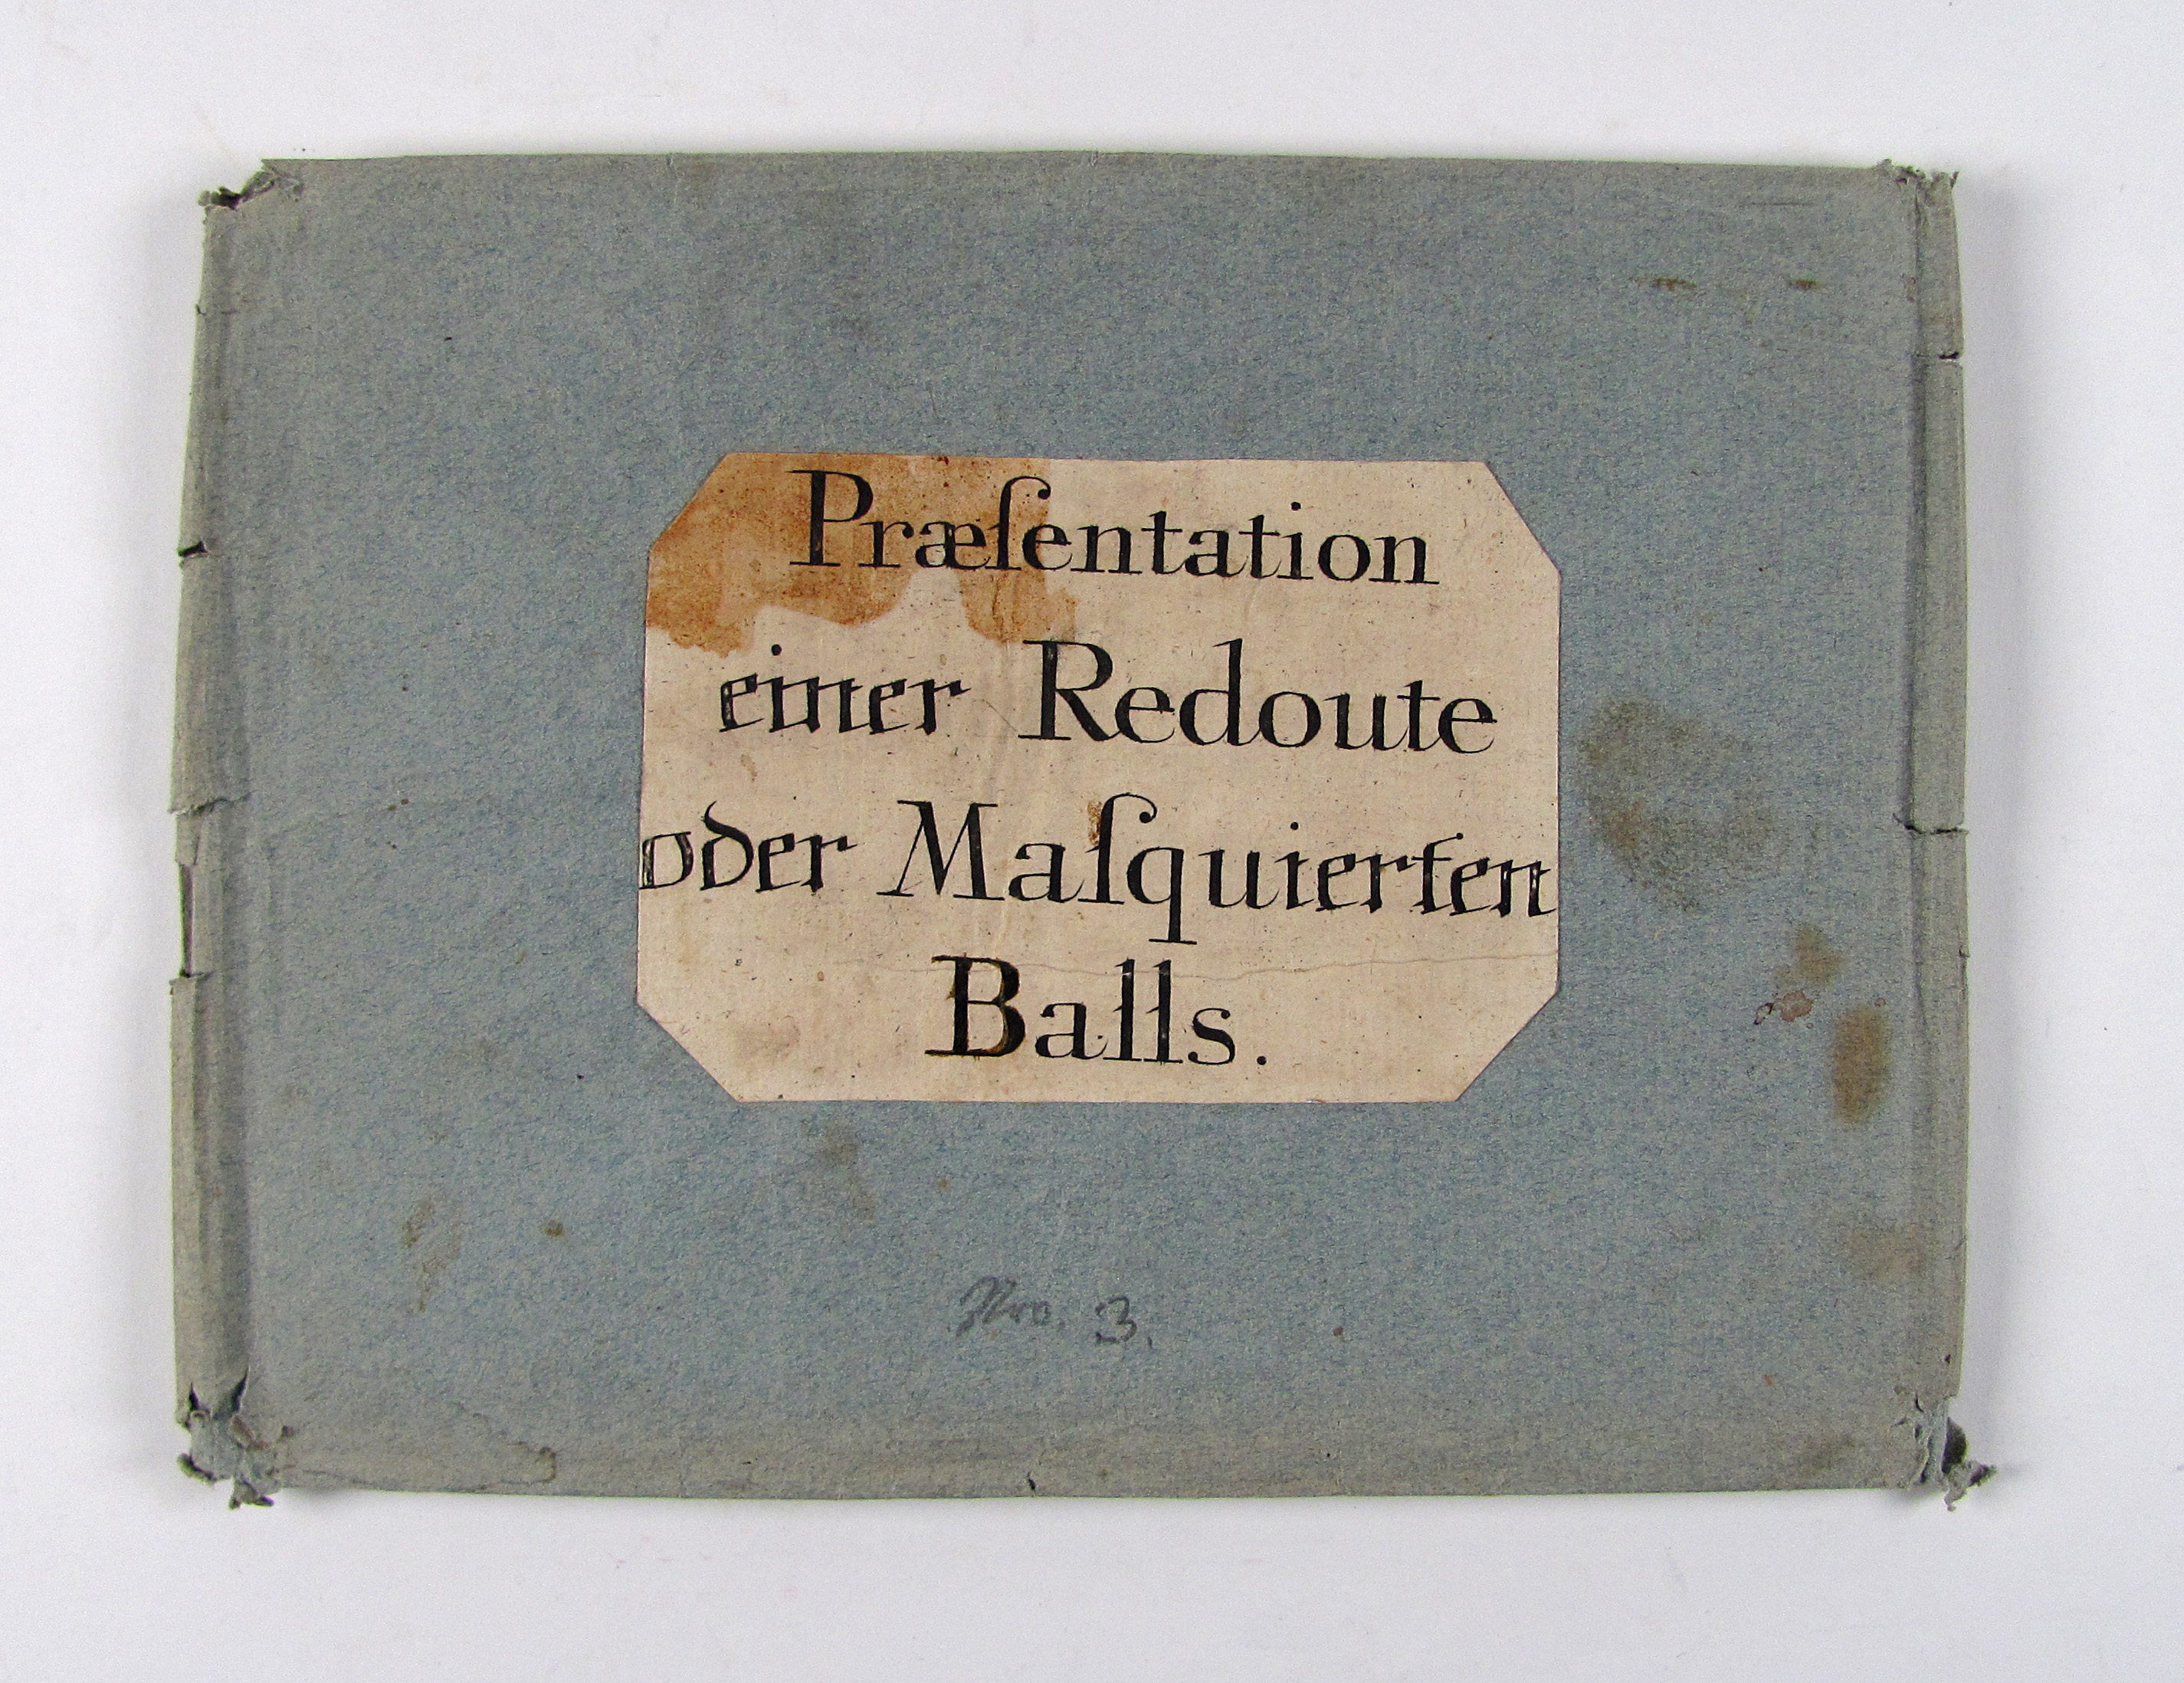 Præſentation
einer Redoute
oder Maſquierten
Balls.
Nro. 3.